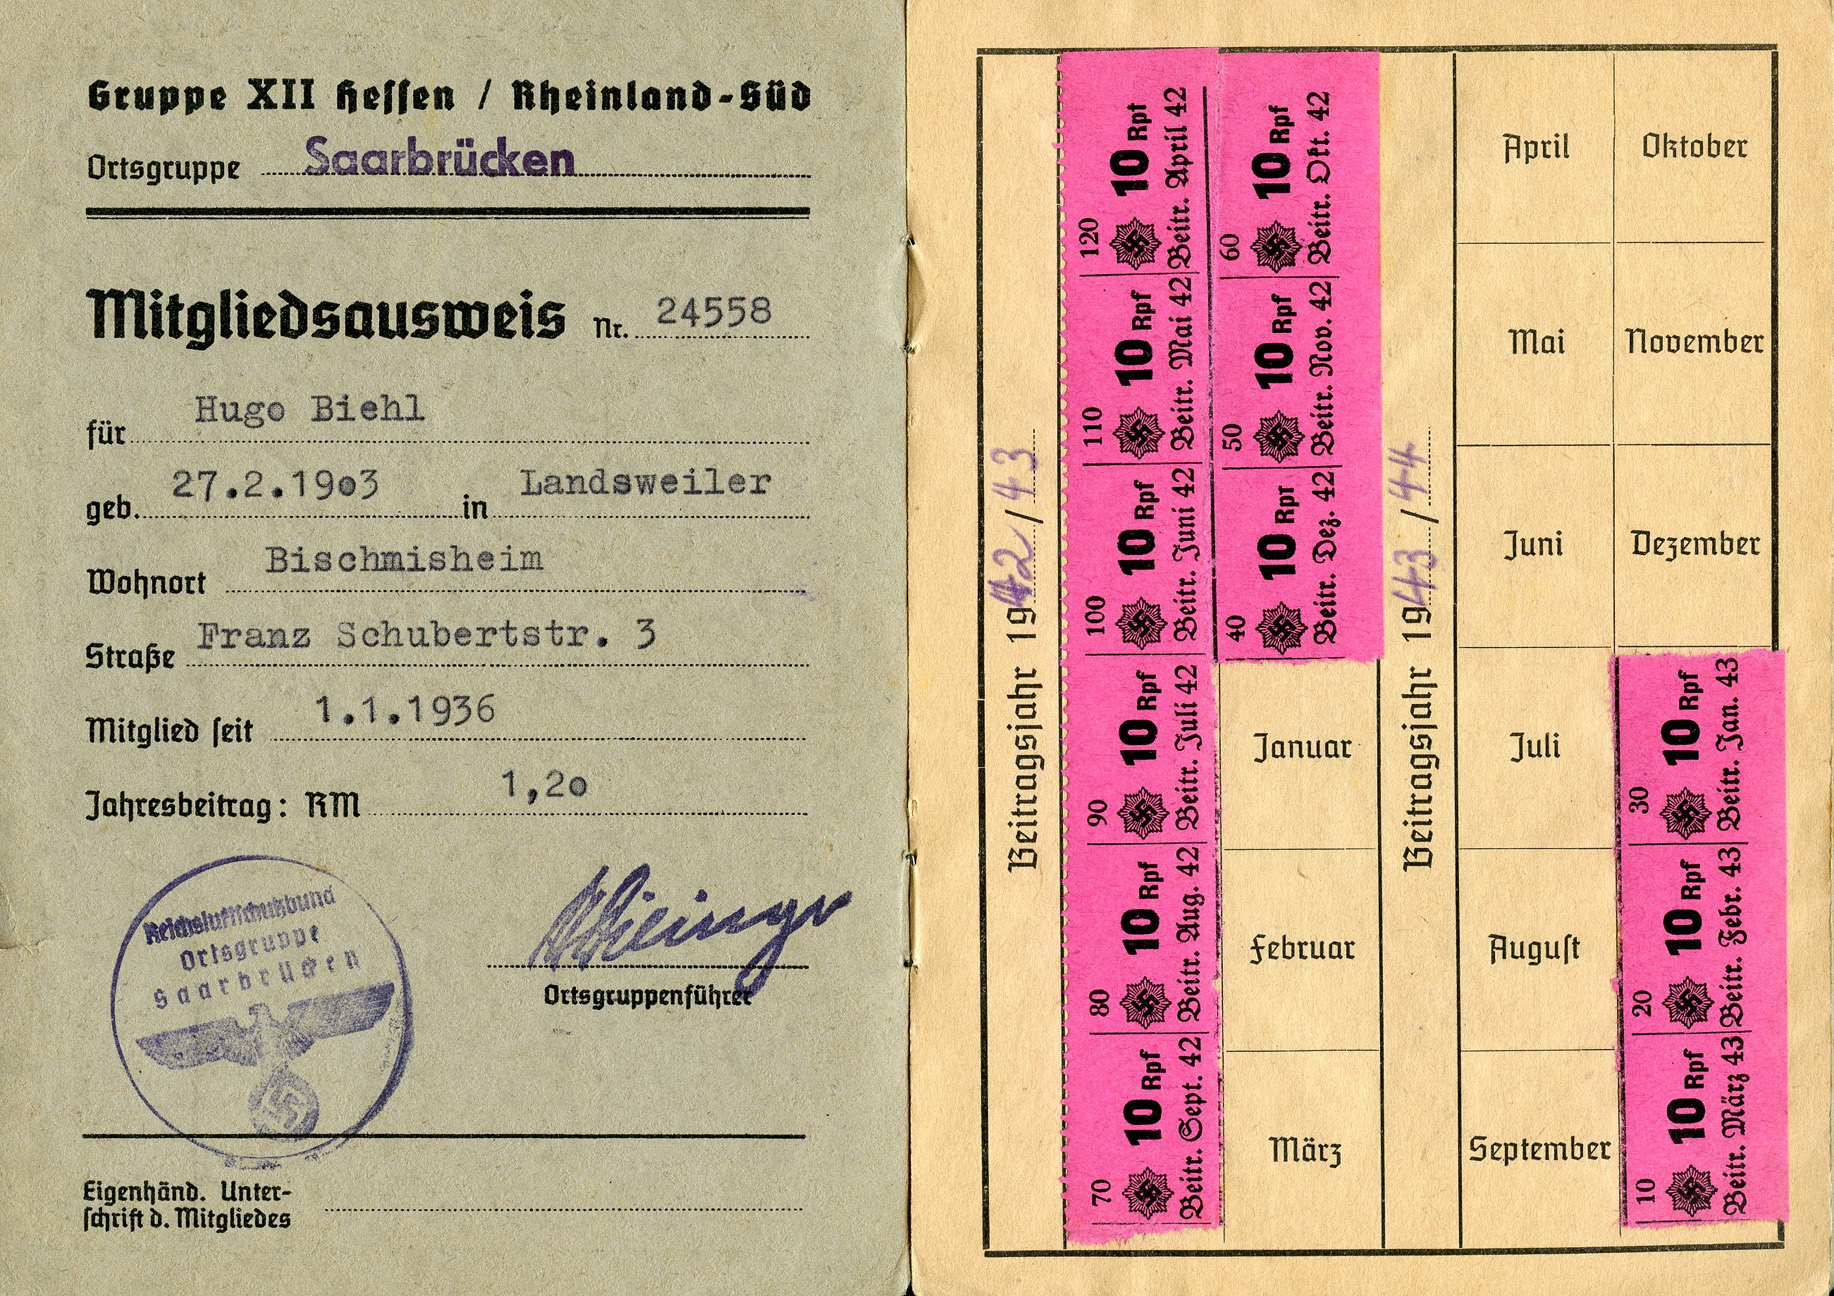 Gruppe XII Hessen / Rheinland-Süd
Ortsgruppe Saarbrücken
Mitgliedsausweis Nr. 24558
für Hugo Biehl
geb. 27.2.1903 in Landsweiler
Wohnort Bischmisheim
Straße Franz Schubertstr. 3
Mitglied seit 1.1.1936
Jahresbeitrag: RM 1,20
Reichsluftschutzbund
Ortsgruppe
Saarbrücken
Ortsgruppenführer
Eigenhänd. Unter-
schrift d. Mitgliedes
Beitragsjahr 1942/43
120 10 Rpf Beitr. April 42
110 10 Rpf Beitr. Mai 42
100 10 Rpf Beitr. Juni 42
90 10 Rpf Beitr. Juli 42
80 10 Rpf Beitr. Aug. 42
70 10 Rpf Beitr. Sept. 42
60 10 Rpf Beitr. Okt. 42
50 10 Rpf Beitr. Nov. 42
40 10 Rpf Beitr. Dez. 42
Januar
Februar
März
Beitragsjahr 1943/44
April
Mai
Juni
Juli
August
September
Oktober
November
Dezember
30 10 Rpf Beitr. Jan. 43
20 10 Rpf Beitr. Febr. 43
10 10 Rpf Beitr. März 43